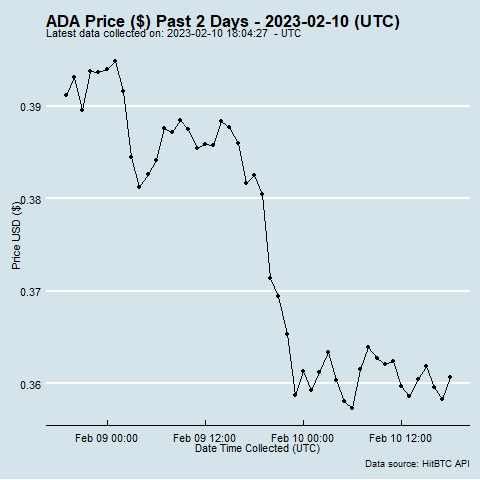 ADA Price ($) Past 2 Days - 2023-02-10 (UTC)
Latest data collected on: 2023-02-10 18:04:27 - UTC
0.39
0.38
0.37
0.36
Price USD ($)
Feb 09 00:00 Feb 09 12:00 Feb 10 00:00 Feb 10 12:00
Date Time Collected (UTC)
Data source: HitBTC API